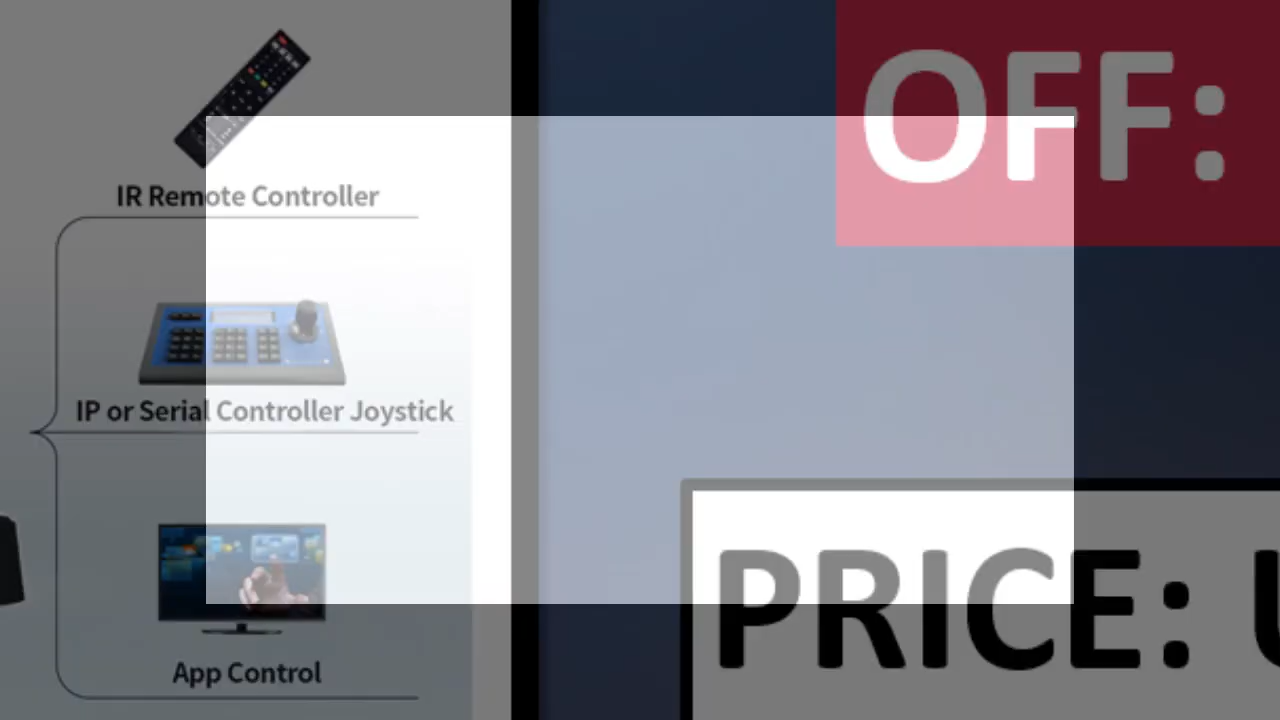 OFF:
IR Remote Controller
IP or Serial Controller Joystick
PRICE:
App Control